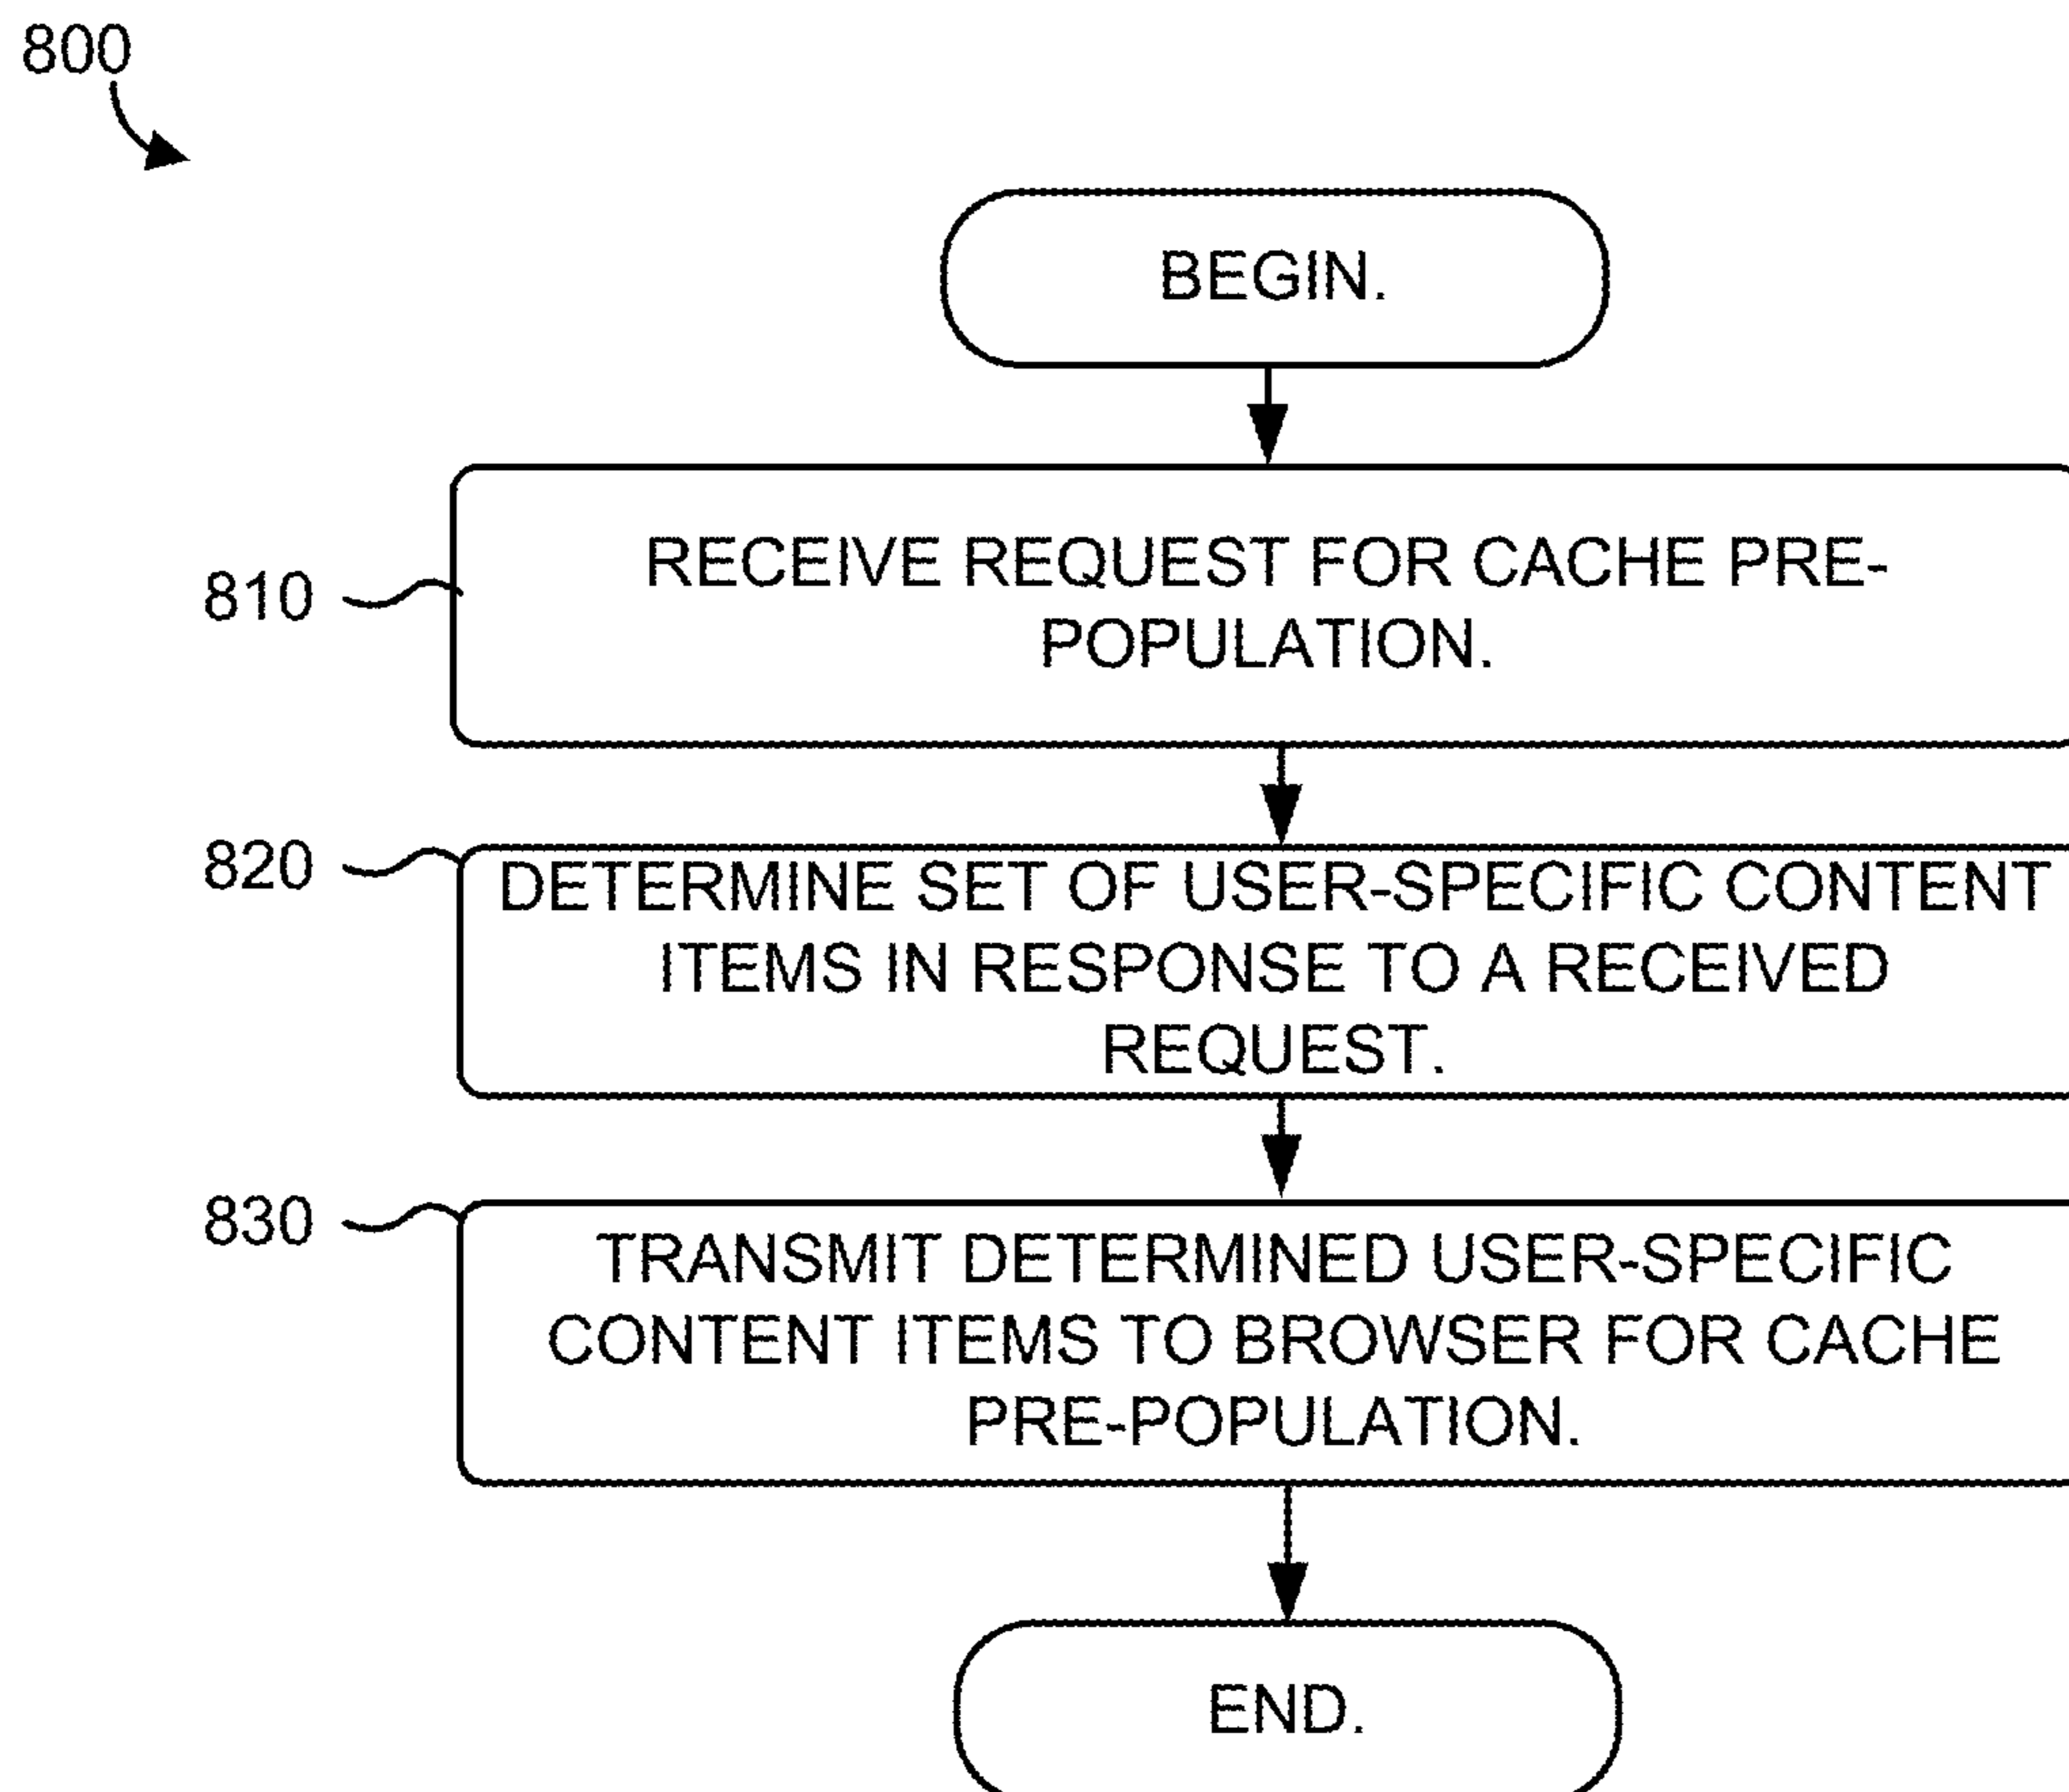 800
BEGIN.
810
RECEIVE REQUEST FOR CACHE PRE-
POPULATION.
820
DETERMINE SET OF USER-SPECIFIC CONTENT
ITEMS IN RESPONSE TO A RECEIVED
REQUEST.
830
TRANSMIT DETERMINED USER-SPECIFIC
CONTENT ITEMS TO BROWSER FOR CACHE
PRE-POPULATION.
END.